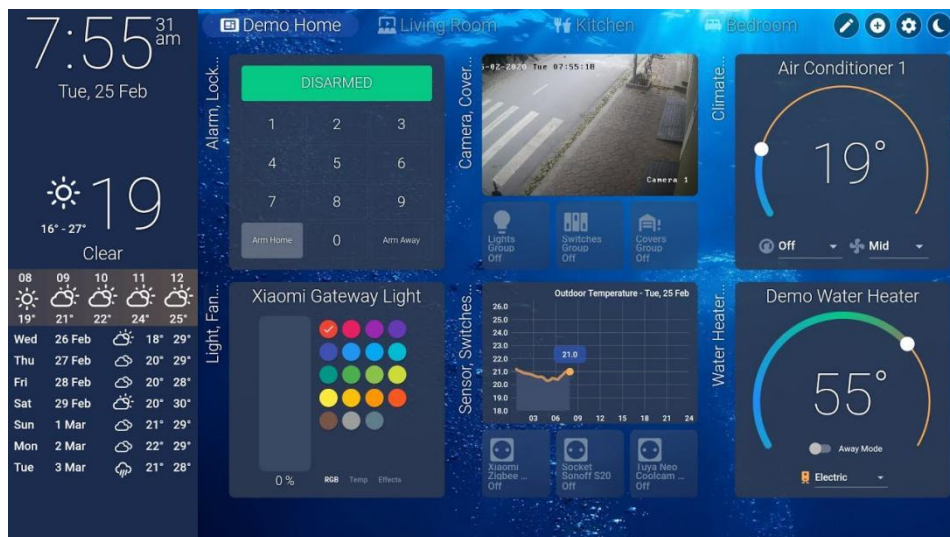 7:55 31 am
Tue, 25 Feb
19
16° - 27°
Clear
08 09 10 11 12
19° 21° 22° 24° 25°
Wed 26 Feb 18° 29°
Thu 27 Feb 20° 29°
Fri 28 Feb 20° 28°
Sat 29 Feb 20° 30°
Sun 1 Mar 21° 29°
Mon 2 Mar 22° 29°
Tue 3 Mar 21° 28°
Demo Home Living Room Kitchen Bedroom
Alarm, Lock...
DISARMED
1 2 3
4 5 6
7 8 9
Arm Home 0 Arm Away
Camera, Cover...
-02-2020 Tue 07:55:18
Camera 1
Lights Group Off
Switches Group Off
Covers Group Off
Climate...
Air Conditioner 1
19°
Off Mid
Light, Fan...
Xiaomi Gateway Light
0 %
RGB Temp Effects
Sensor, Switches...
Outdoor Temperature - Tue, 25 Feb
26.0
25.0
24.0
23.0
22.0
21.0
20.0
19.0
18.0
21.0
03 06 09 12 15 18 21 24
Xiaomi Zigbee ... Off
Socket Sonoff S20 Off
Tuya Neo Coolcam ... Off
Water Heater...
Demo Water Heater
55°
Away Mode
Electric